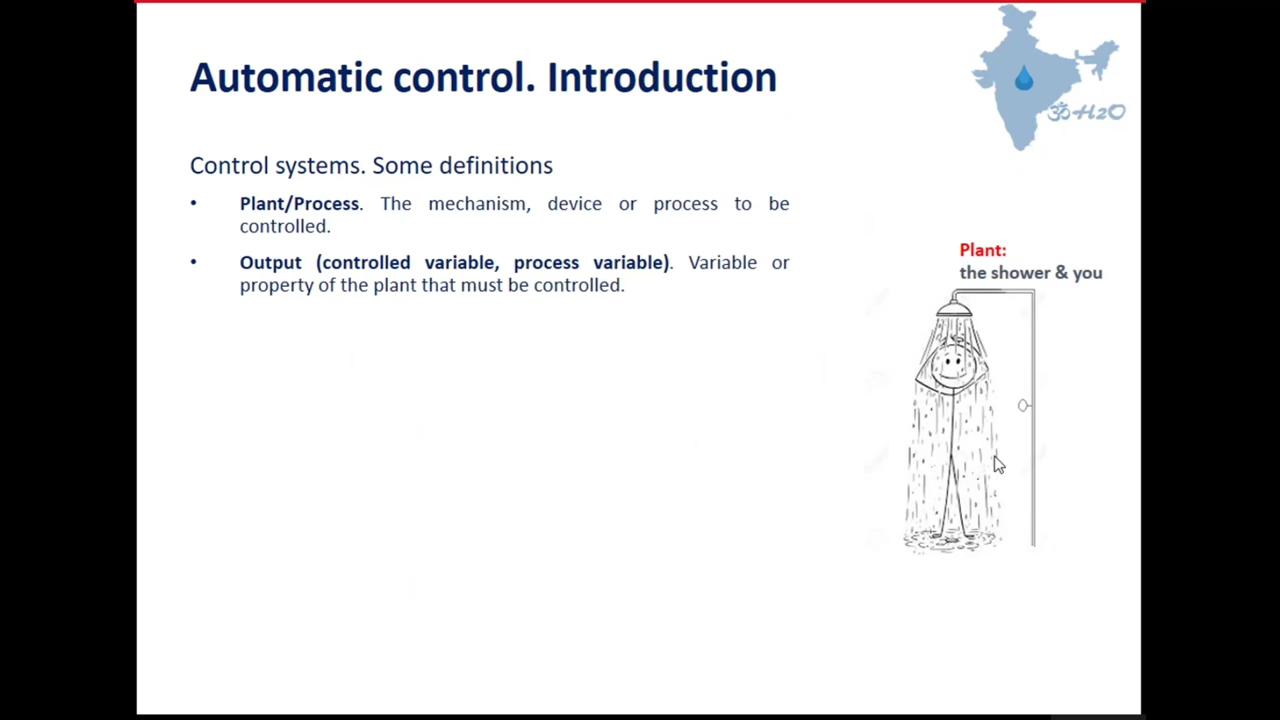 Automatic control. Introduction
ॐH2O
Control systems. Some definitions
• Plant/Process. The mechanism, device or process to be
controlled.
• Output (controlled variable, process variable). Variable or
property of the plant that must be controlled.
Plant:
the shower & you